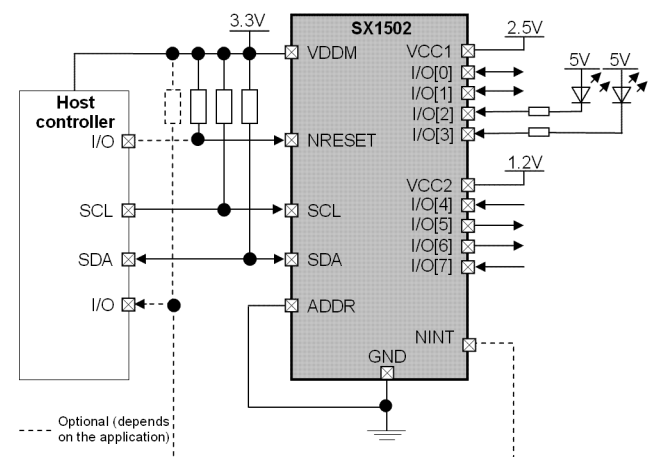 3.3V
SX1502
2.5V
VDDM
VCC1
I/O[0]
I/O[1]
I/O[2]
I/O[3]
5V
5V
Host
controller
I/O
NRESET
1.2V
VCC2
I/O[4]
I/O[5]
I/O[6]
I/O[7]
SCL
SCL
SDA
SDA
I/O
ADDR
NINT
GND
Optional (depends
on the application)